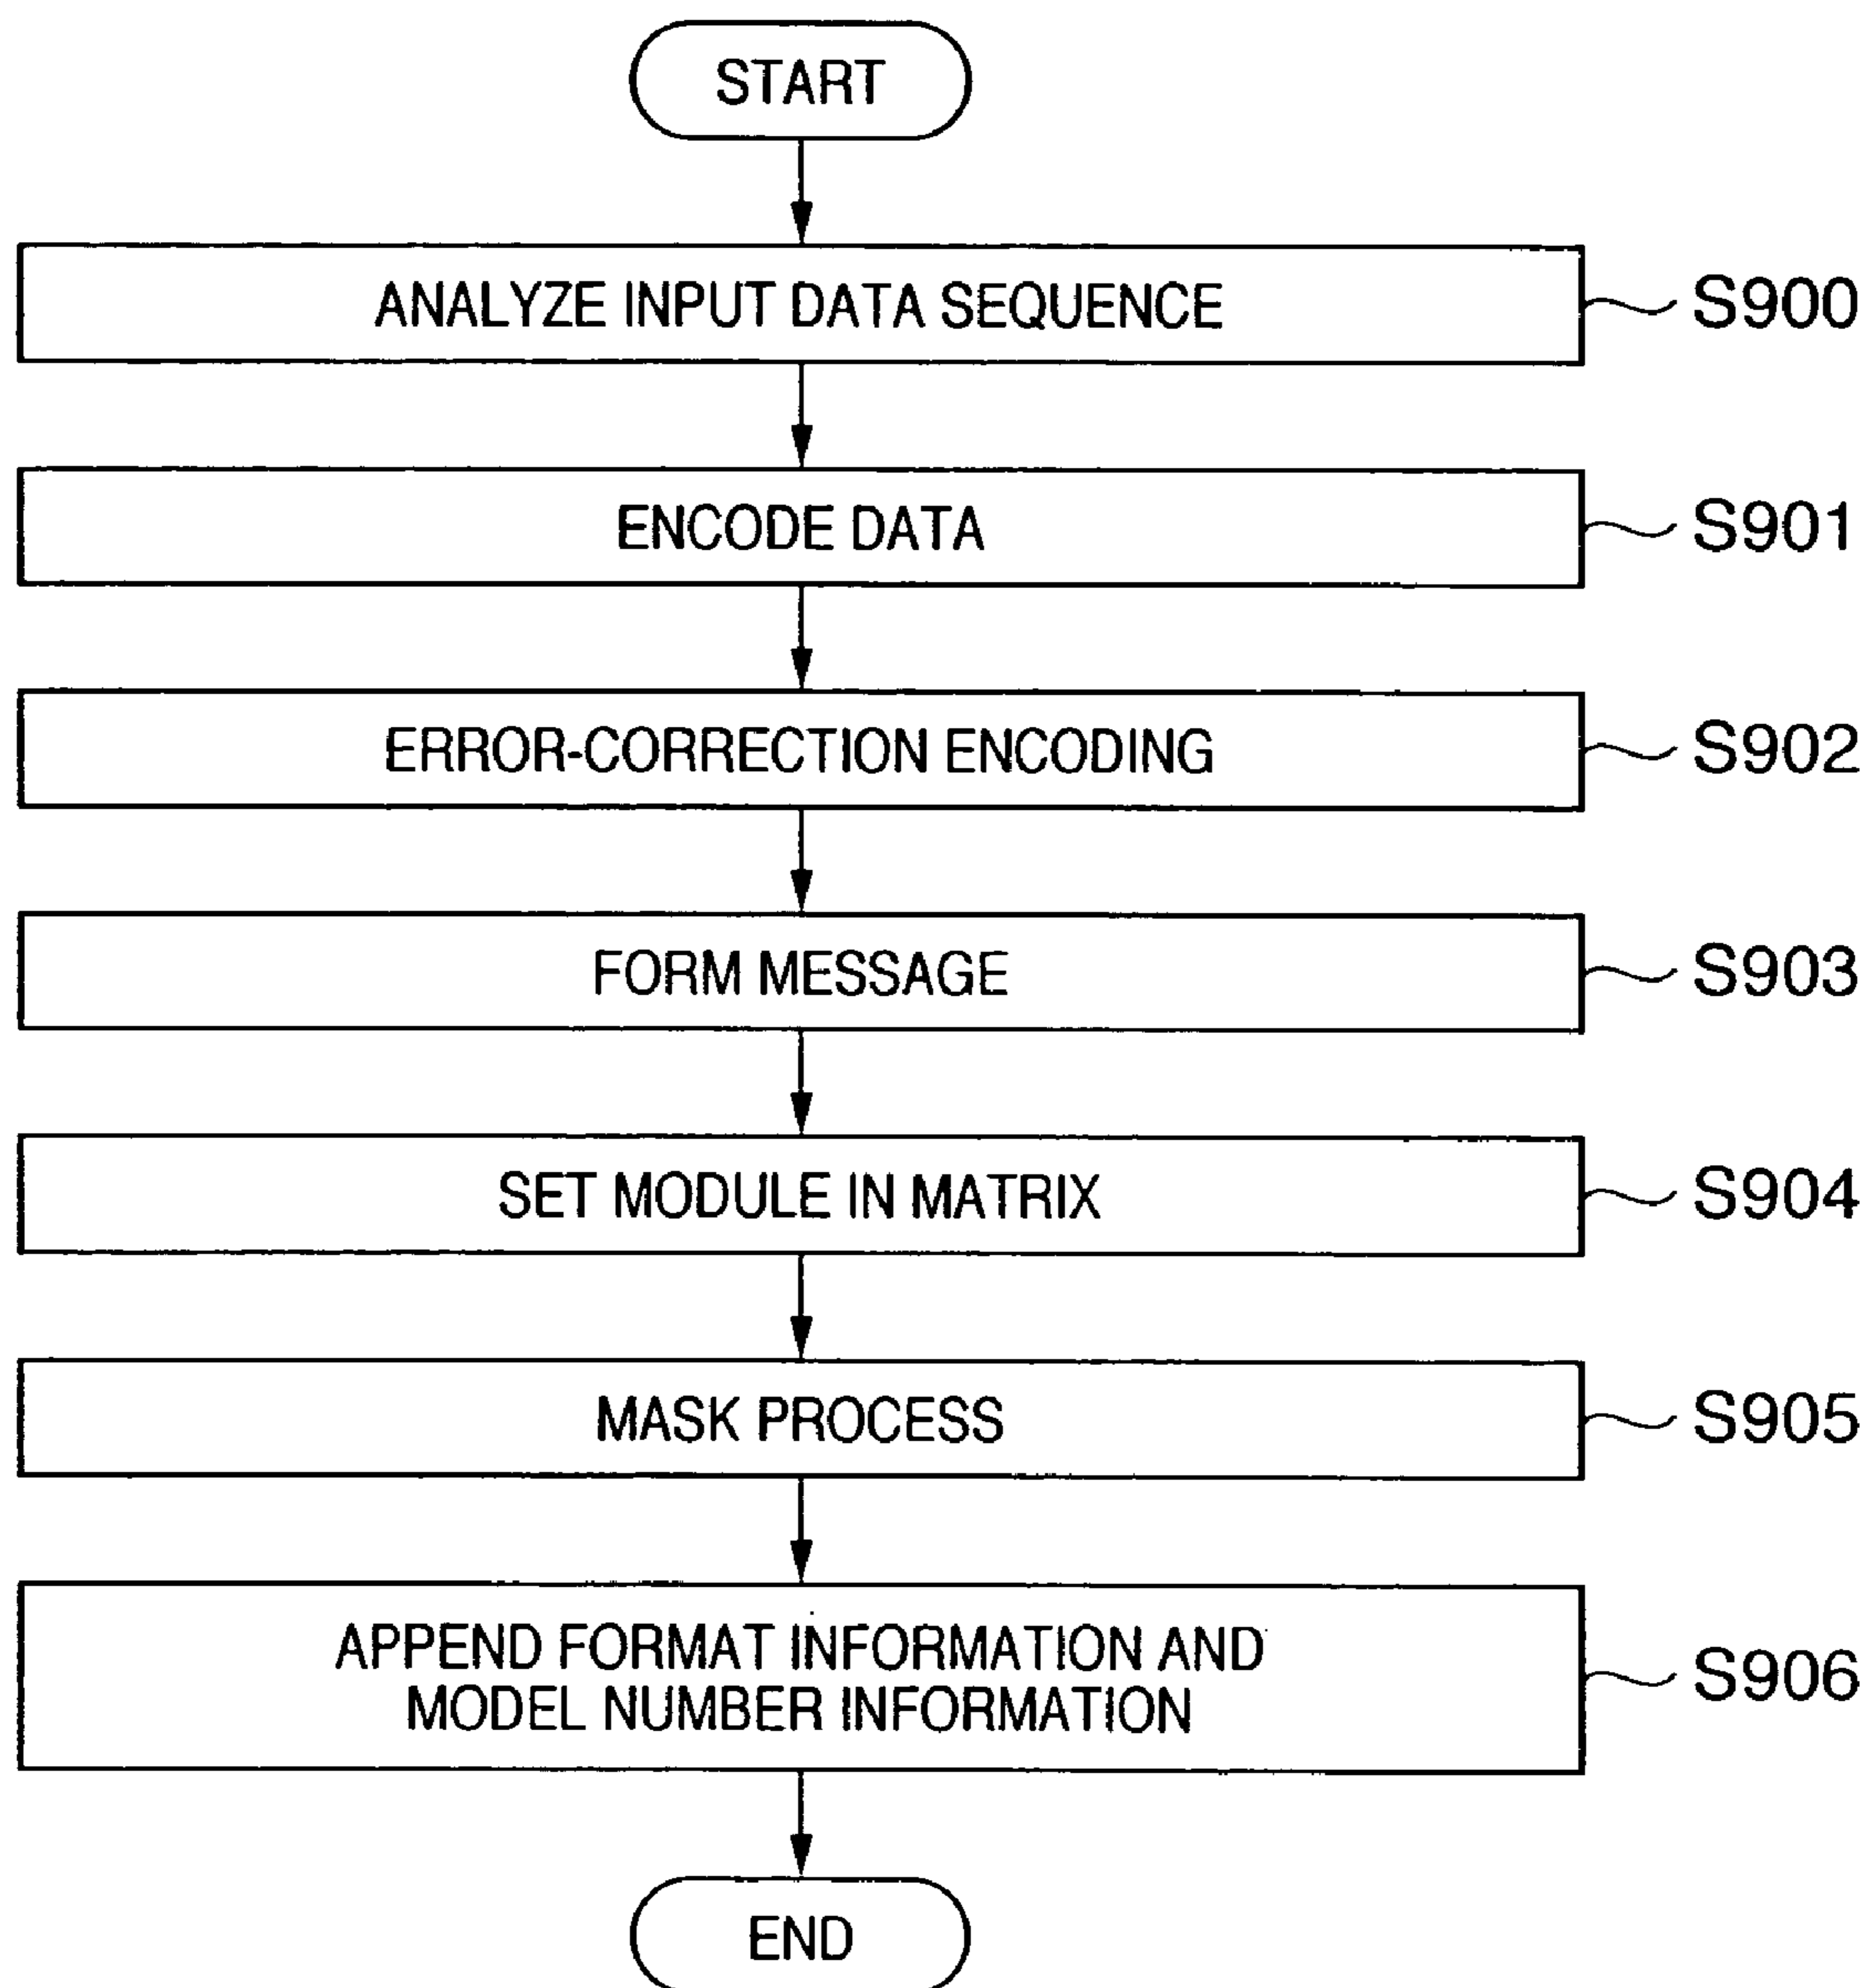 START
ANALYZE INPUT DATA SEQUENCE
S900
ENCODE DATA
S901
ERROR-CORRECTION ENCODING
S902
FORM MESSAGE
S903
SET MODULE IN MATRIX
S904
MASK PROCESS
S905
APPEND FORMAT INFORMATION AND
MODEL NUMBER INFORMATION
S906
END